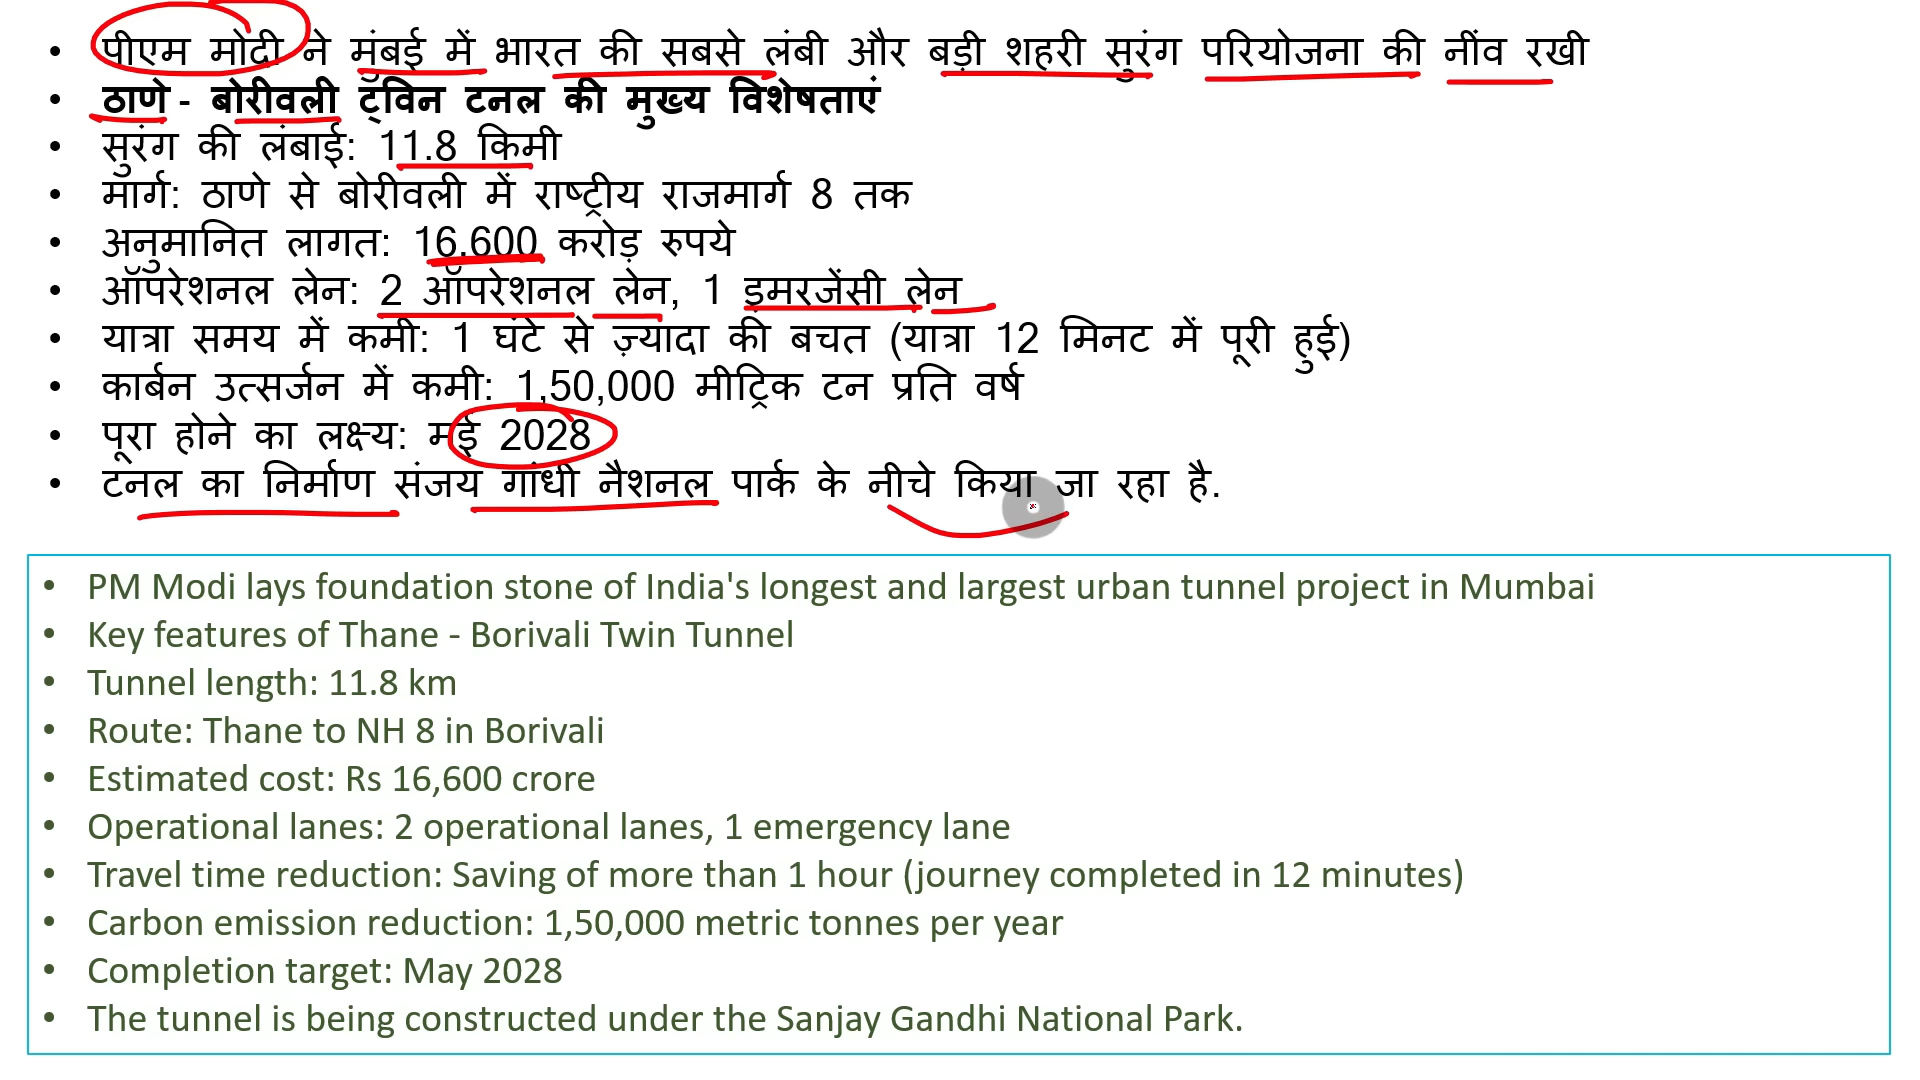 • पीएम मोदी ने मुंबई में भारत की सबसे लंबी और बड़ी शहरी सुरंग परियोजना की नींव रखी
• ठाणे - बोरीवली ट्विन टनल की मुख्य विशेषताएं
• सुरंग की लंबाई: 11.8 किमी
• मार्ग: ठाणे से बोरीवली में राष्ट्रीय राजमार्ग 8 तक
• अनुमानित लागत: 16,600 करोड़ रुपये
• ऑपरेशनल लेन: 2 ऑपरेशनल लेन, 1 इमरजेंसी लेन
• यात्रा समय में कमी: 1 घंटे से ज़्यादा की बचत (यात्रा 12 मिनट में पूरी हुई)
• कार्बन उत्सर्जन में कमी: 1,50,000 मीट्रिक टन प्रति वर्ष
• पूरा होने का लक्ष्य: मई 2028
• टनल का निर्माण संजय गांधी नैशनल पार्क के नीचे किया जा रहा है.
• PM Modi lays foundation stone of India's longest and largest urban tunnel project in Mumbai
• Key features of Thane - Borivali Twin Tunnel
• Tunnel length: 11.8 km
• Route: Thane to NH 8 in Borivali
• Estimated cost: Rs 16,600 crore
• Operational lanes: 2 operational lanes, 1 emergency lane
• Travel time reduction: Saving of more than 1 hour (journey completed in 12 minutes)
• Carbon emission reduction: 1,50,000 metric tonnes per year
• Completion target: May 2028
• The tunnel is being constructed under the Sanjay Gandhi National Park.